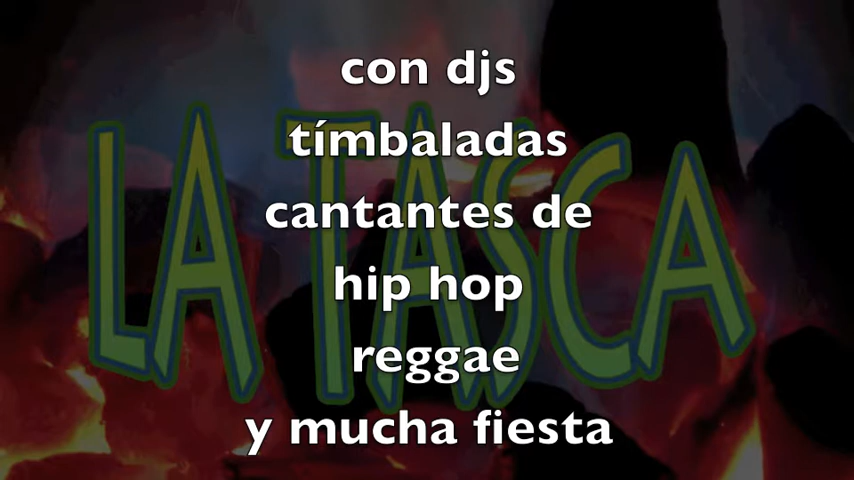 LA TASCA
con djs
tímbaladas
cantantes de
hip hop
reggae
y mucha fiesta